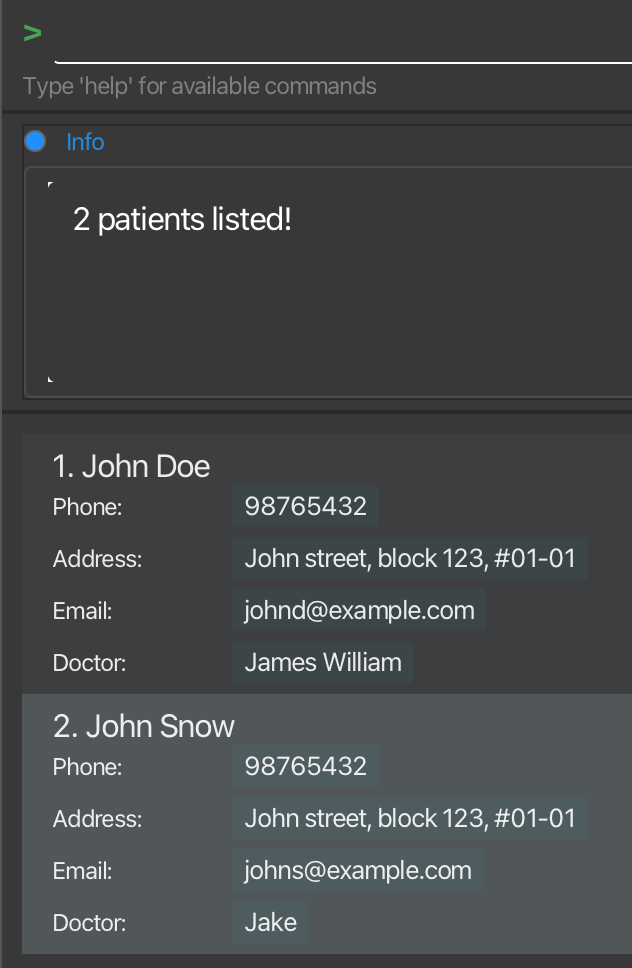 >
Type 'help' for available commands
Info
2 patients listed!
1. John Doe
Phone: 98765432
Address: John street, block 123, #01-01
Email: johnd@example.com
Doctor: James William
2. John Snow
Phone: 98765432
Address: John street, block 123, #01-01
Email: johns@example.com
Doctor: Jake